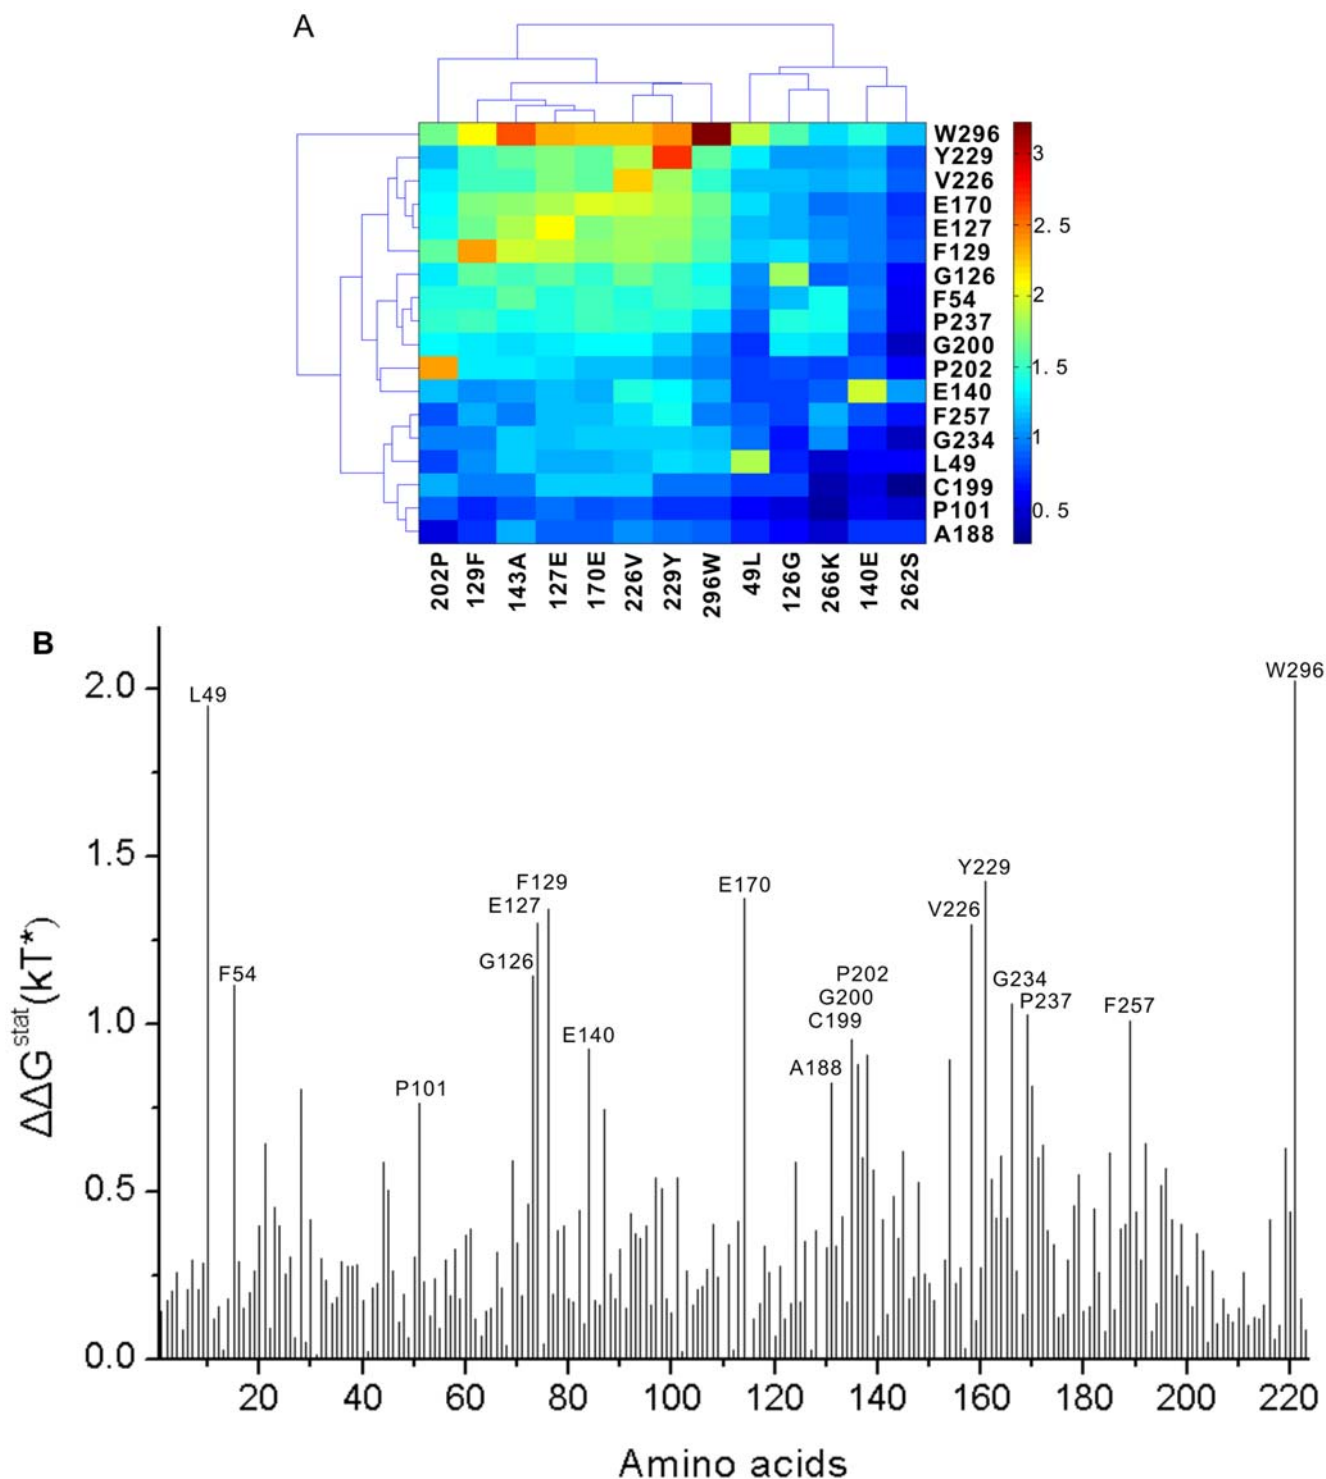 A
W296
Y229
V226
E170
E127
F129
G126
F54
P237
G200
P202
E140
F257
G234
L49
C199
P101
A188
3
2. 5
2
1. 5
1
0. 5
202P 129F 143A 127E 170E 226V 229Y 296W 49L 126G 266K 140E 262S
B
2.0
1.5
1.0
0.5
0.0
ΔΔG^stat (kT*)
L49
W296
F54
P101
G126
E127
F129
E140
E170
A188
C199
G200
P202
V226
Y229
G234
P237
F257
20 40 60 80 100 120 140 160 180 200 220
Amino acids